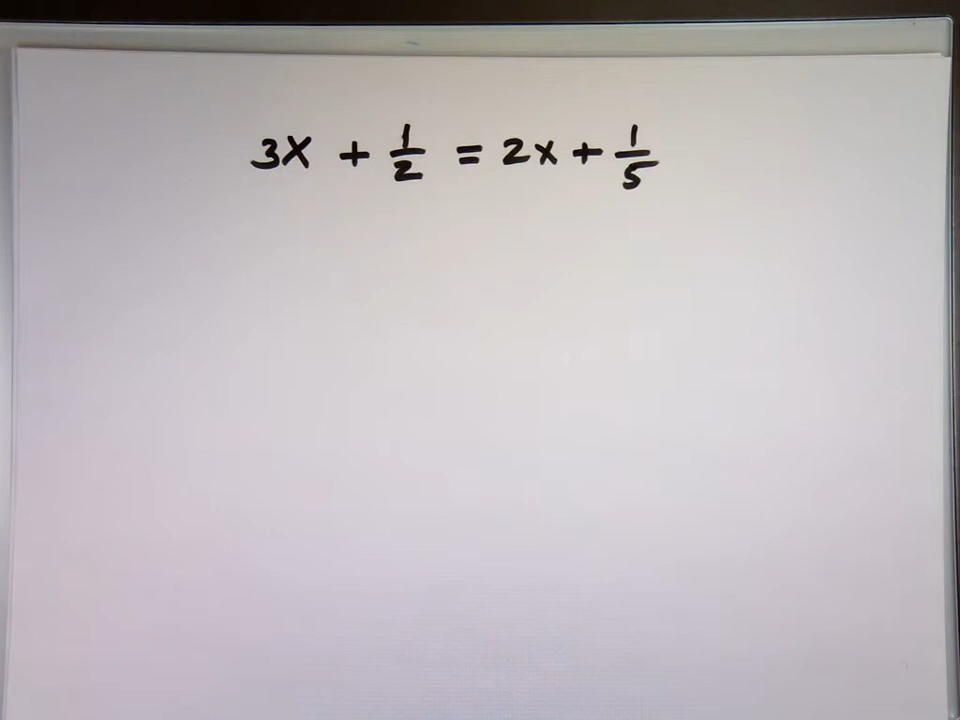 3x + 1/2 = 2x + 1/5